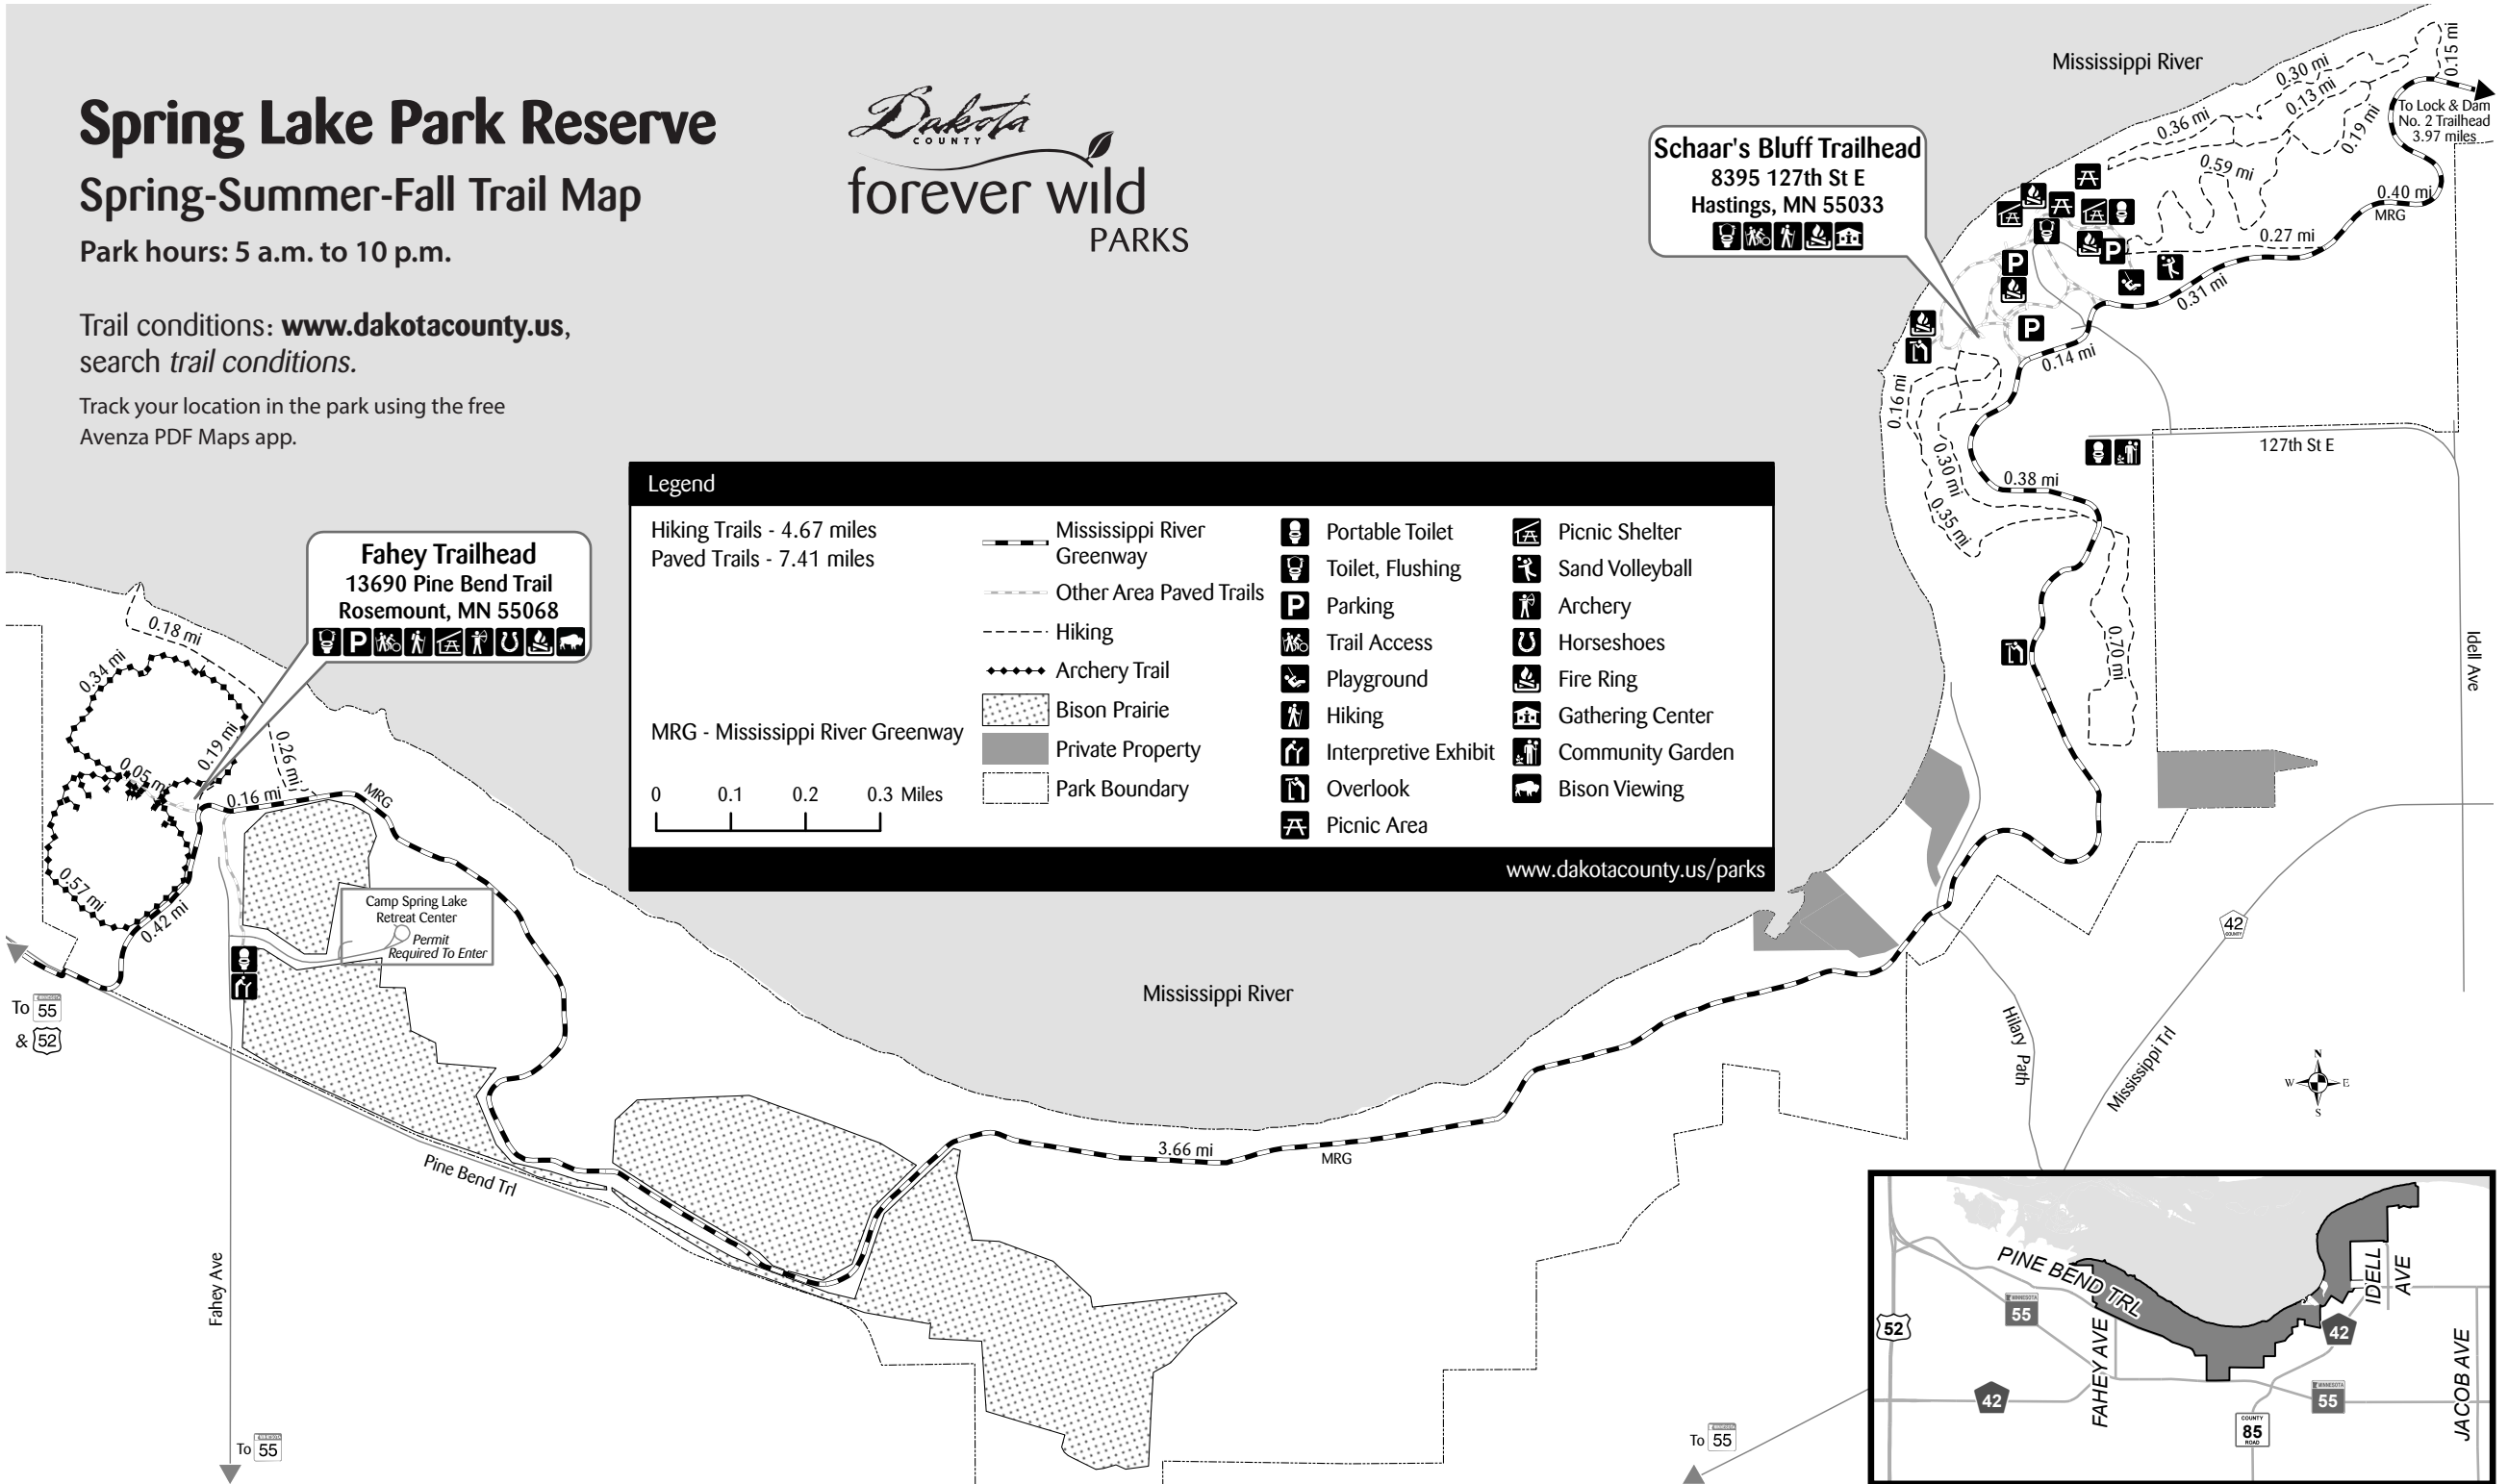 Spring Lake Park Reserve
Spring-Summer-Fall Trail Map
Park hours: 5 a.m. to 10 p.m.
Trail conditions: www.dakotacounty.us,
search trail conditions.
Track your location in the park using the free
Avenza PDF Maps app.
Dakota
COUNTY
forever wild
PARKS
Mississippi River
Schaar's Bluff Trailhead
8395 127th St E
Hastings, MN 55033
0.15 mi
0.30 mi
0.13 mi
0.36 mi
0.19 mi
0.59 mi
To Lock & Dam
No. 2 Trailhead
3.97 miles
0.40 mi
MRG
0.27 mi
0.31 mi
P
P
P
0.14 mi
0.16 mi
0.30 mi
0.35 mi
0.38 mi
127th St E
0.70 mi
Idell Ave
Legend
Hiking Trails - 4.67 miles
Paved Trails - 7.41 miles
MRG - Mississippi River Greenway
0 0.1 0.2 0.3 Miles
Mississippi River
Greenway
Other Area Paved Trails
Hiking
Archery Trail
Bison Prairie
Private Property
Park Boundary
Portable Toilet
Toilet, Flushing
P Parking
Trail Access
Playground
Hiking
Interpretive Exhibit
Overlook
Picnic Area
Picnic Shelter
Sand Volleyball
Archery
Horseshoes
Fire Ring
Gathering Center
Community Garden
Bison Viewing
www.dakotacounty.us/parks
Fahey Trailhead
13690 Pine Bend Trail
Rosemount, MN 55068
P
0.18 mi
0.34 mi
0.19 mi
0.26 mi
0.05 mi
0.16 mi
MRG
0.57 mi
0.42 mi
Camp Spring Lake
Retreat Center
Permit
Required To Enter
To 55
& 52
Pine Bend Trl
Fahey Ave
To 55
Mississippi River
3.66 mi
MRG
Hilary Path
Mississippi Trl
42
COUNTY
N
W E
S
To 55
PINE BEND TRL
IDELL
AVE
MINNESOTA
55
52
42
FAHEY AVE
42
MINNESOTA
55
COUNTY
85
ROAD
JACOB AVE